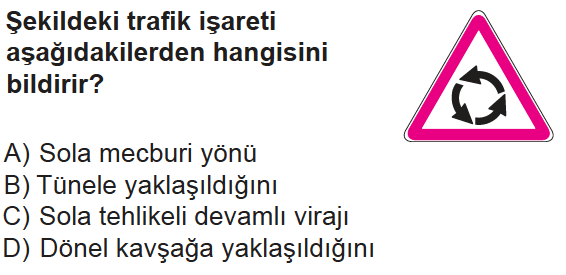 Şekildeki trafik işareti
aşağıdakilerden hangisini
bildirir?
A) Sola mecburi yönü
B) Tünele yaklaşıldığını
C) Sola tehlikeli devamlı virajı
D) Dönel kavşağa yaklaşıldığını